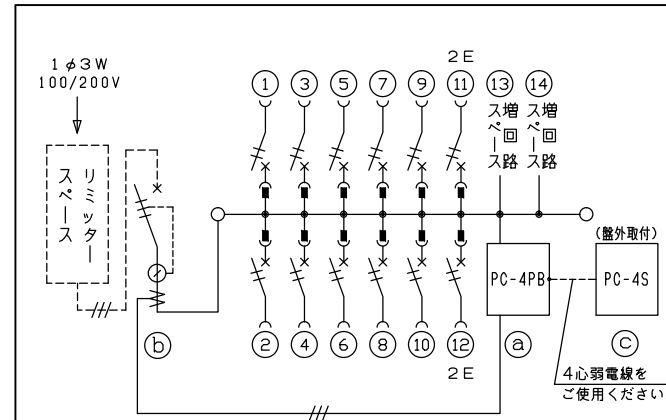 1φ3W
100/200V
リミッタースペース
2E
1
3
5
7
9
11
13
14
増回路スペース
増回路スペース
(盤外取付)
PC-4PB
PC-4S
b
2
4
6
8
10
12
a
c
2E
4心弱電線を
ご使用ください